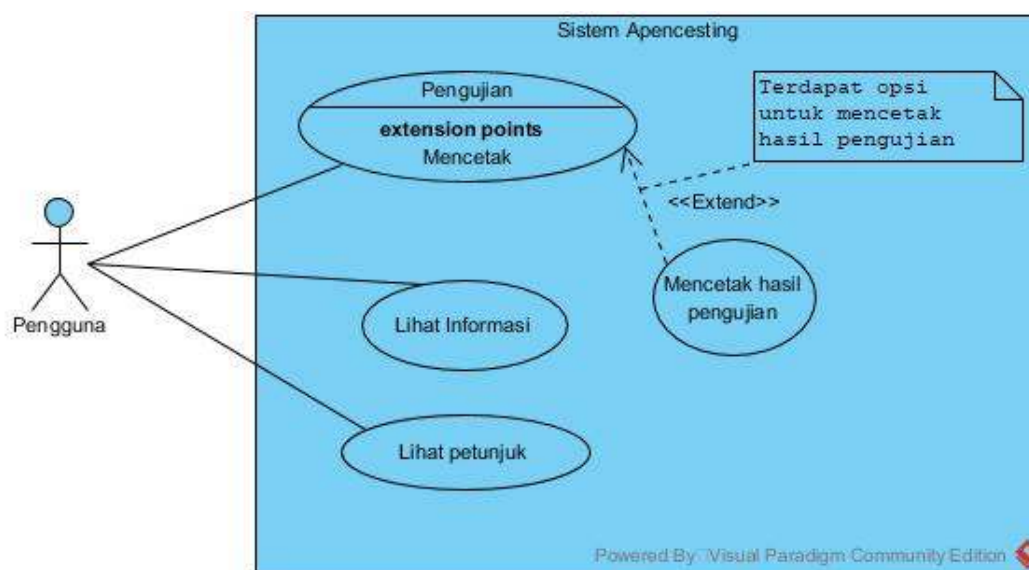 Sistem Apencesting
Pengujian
extension points
Mencetak
Terdapat opsi
untuk mencetak
hasil pengujian
<<Extend>>
Mencetak hasil
pengujian
Pengguna
Lihat Informasi
Lihat petunjuk
Powered By Visual Paradigm Community Edition